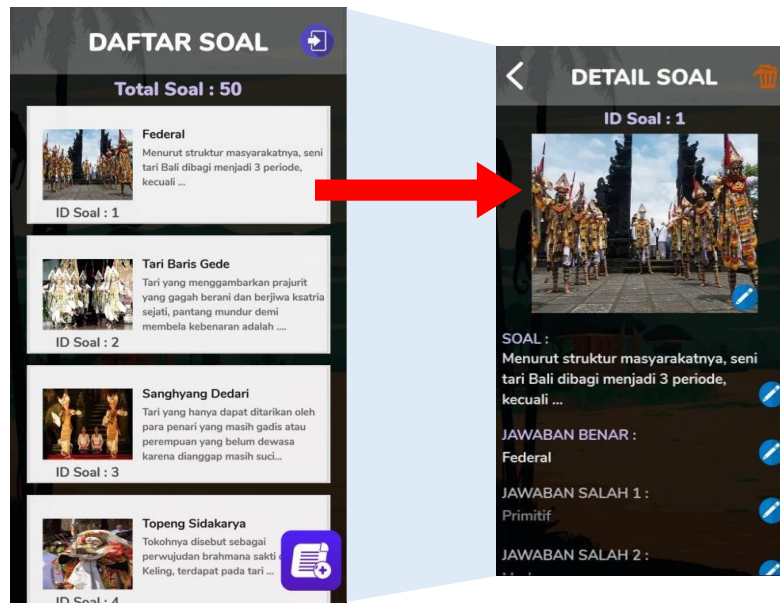 DAFTAR SOAL
Total Soal : 50
Federal
Menurut struktur masyarakatnya, seni
tari Bali dibagi menjadi 3 periode,
kecuali ...
ID Soal : 1
Tari Baris Gede
Tari yang menggambarkan prajurit
yang gagah berani dan berjiwa ksatria
sejati, pantang mundur demi
membela kebenaran adalah ....
ID Soal : 2
Sanghyang Dedari
Tari yang hanya dapat ditarikan oleh
para penari yang masih gadis atau
perempuan yang belum dewasa
karena dianggap masih suci...
ID Soal : 3
Topeng Sidakarya
Tokohnya disebut sebagai
perwujudan brahmana sakti
Keling, terdapat pada tari ...
ID Soal : 4
DETAIL SOAL
ID Soal : 1
SOAL :
Menurut struktur masyarakatnya, seni
tari Bali dibagi menjadi 3 periode,
kecuali ...
JAWABAN BENAR :
Federal
JAWABAN SALAH 1 :
Primitif
JAWABAN SALAH 2 :